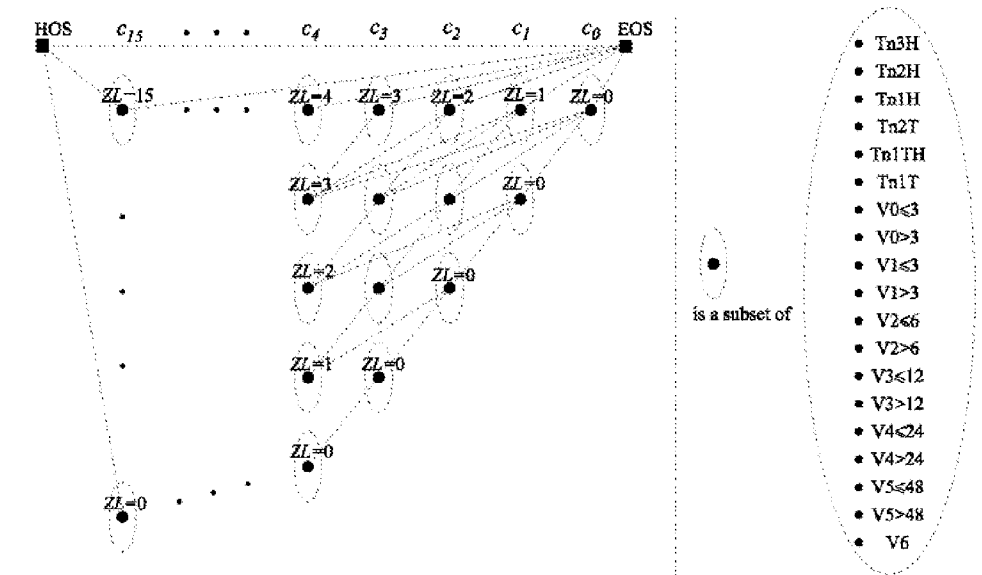 HOS c15 c4 c3 c2 c1 c0 EOS
ZL=15 ZL=4 ZL=3 ZL=2 ZL=1 ZL=0
ZL=3 ZL=0
ZL=2 ZL=0
ZL=1 ZL=0
ZL=0
ZL=0
is a subset of
Tn3H
Tn2H
Tn1H
Tn2T
Tn1TH
Tn1T
V0⩽3
V0>3
V1⩽3
V1>3
V2⩽6
V2>6
V3⩽12
V3>12
V4⩽24
V4>24
V5⩽48
V5>48
V6